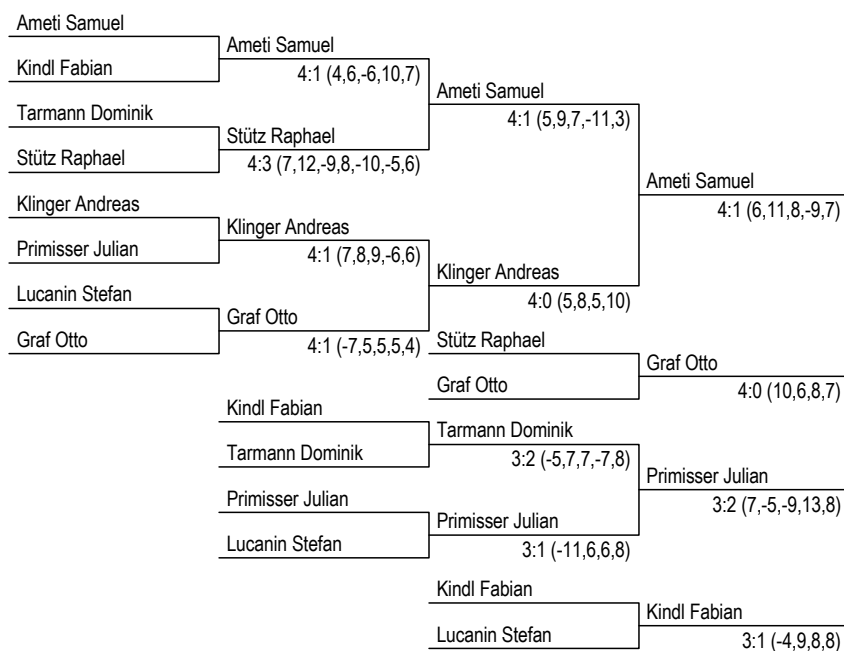 Ameti Samuel
Ameti Samuel
Kindl Fabian
4:1 (4,6,-6,10,7)
Ameti Samuel
Tarmann Dominik
4:1 (5,9,7,-11,3)
Stütz Raphael
Stütz Raphael
4:3 (7,12,-9,8,-10,-5,6)
Ameti Samuel
Klinger Andreas
4:1 (6,11,8,-9,7)
Klinger Andreas
Primisser Julian
4:1 (7,8,9,-6,6)
Klinger Andreas
Lucanin Stefan
4:0 (5,8,5,10)
Graf Otto
Graf Otto
4:1 (-7,5,5,5,4)
Stütz Raphael
Graf Otto
Graf Otto
4:0 (10,6,8,7)
Kindl Fabian
Tarmann Dominik
Tarmann Dominik
3:2 (-5,7,7,-7,8)
Primisser Julian
Primisser Julian
3:2 (7,-5,-9,13,8)
Primisser Julian
Lucanin Stefan
3:1 (-11,6,6,8)
Kindl Fabian
Kindl Fabian
Lucanin Stefan
3:1 (-4,9,8,8)